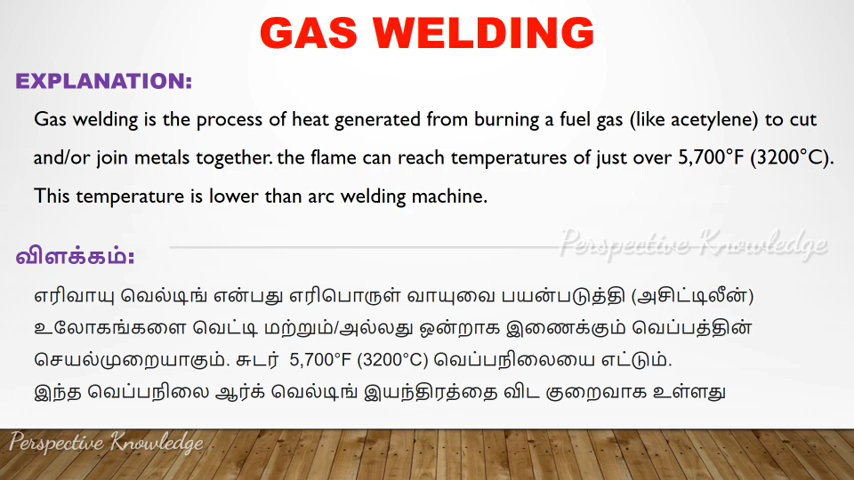 GAS WELDING
EXPLANATION:
Gas welding is the process of heat generated from burning a fuel gas (like acetylene) to cut
and/or join metals together. the flame can reach temperatures of just over 5,700°F (3200°C).
This temperature is lower than arc welding machine.
Perspective Knowledge
விளக்கம்:
எரிவாயு வெல்டிங் என்பது எரிபொருள் வாயுவை பயன்படுத்தி (அசிட்டிலீன்)
உலோகங்களை வெட்டி மற்றும்/அல்லது ஒன்றாக இணைக்கும் வெப்பத்தின்
செயல்முறையாகும். சுடர் 5,700°F (3200°C) வெப்பநிலையை எட்டும்.
இந்த வெப்பநிலை ஆர்க் வெல்டிங் இயந்திரத்தை விட குறைவாக உள்ளது
Perspective Knowledge